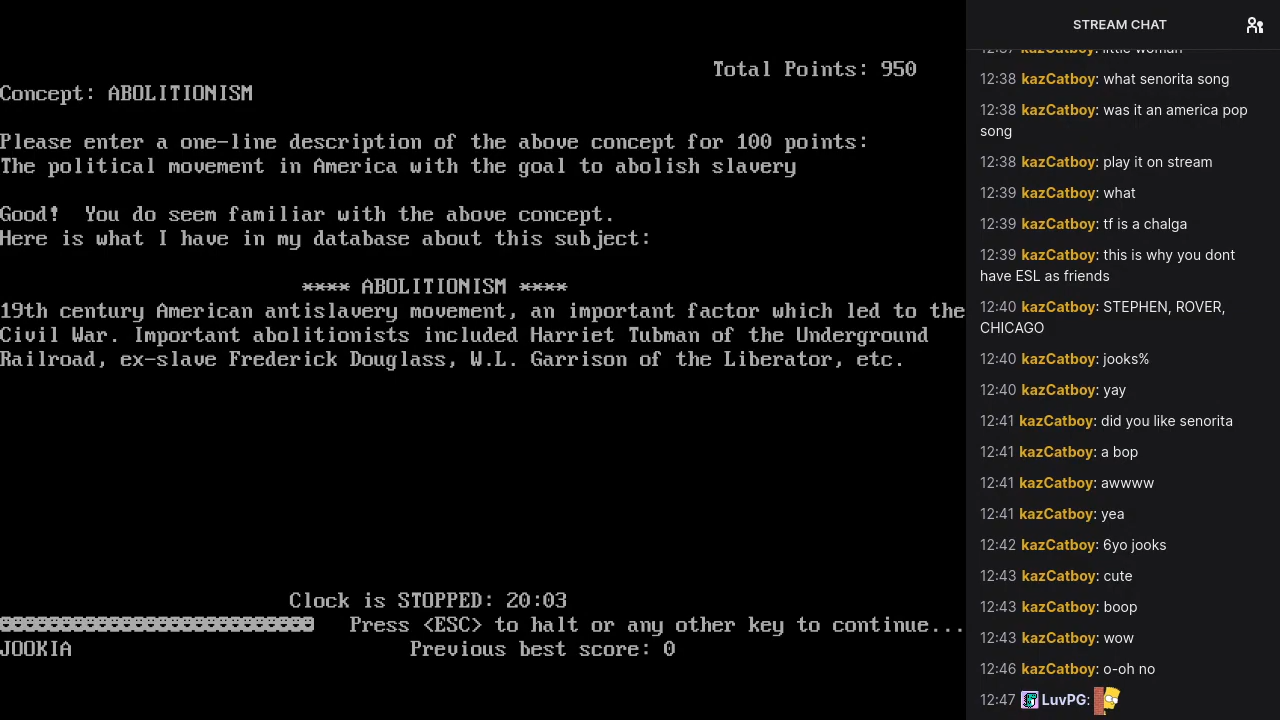 Total Points: 950
Concept: ABOLITIONISM
Please enter a one-line description of the above concept for 100 points:
The political movement in America with the goal to abolish slavery
Good!  You do seem familiar with the above concept.
Here is what I have in my database about this subject:
**** ABOLITIONISM ****
19th century American antislavery movement, an important factor which led to the
Civil War. Important abolitionists included Harriet Tubman of the Underground
Railroad, ex-slave Frederick Douglass, W.L. Garrison of the Liberator, etc.
Clock is STOPPED: 20:03
Press <ESC> to halt or any other key to continue...
JOOKIA
Previous best score: 0
STREAM CHAT
12:37 kazCatboy: little woman
12:38 kazCatboy: what senorita song
12:38 kazCatboy: was it an america pop
song
12:38 kazCatboy: play it on stream
12:39 kazCatboy: what
12:39 kazCatboy: tf is a chalga
12:39 kazCatboy: this is why you dont
have ESL as friends
12:40 kazCatboy: STEPHEN, ROVER,
CHICAGO
12:40 kazCatboy: jooks%
12:40 kazCatboy: yay
12:41 kazCatboy: did you like senorita
12:41 kazCatboy: a bop
12:41 kazCatboy: awwww
12:41 kazCatboy: yea
12:42 kazCatboy: 6yo jooks
12:43 kazCatboy: cute
12:43 kazCatboy: boop
12:43 kazCatboy: wow
12:46 kazCatboy: o-oh no
12:47 LuvPG: